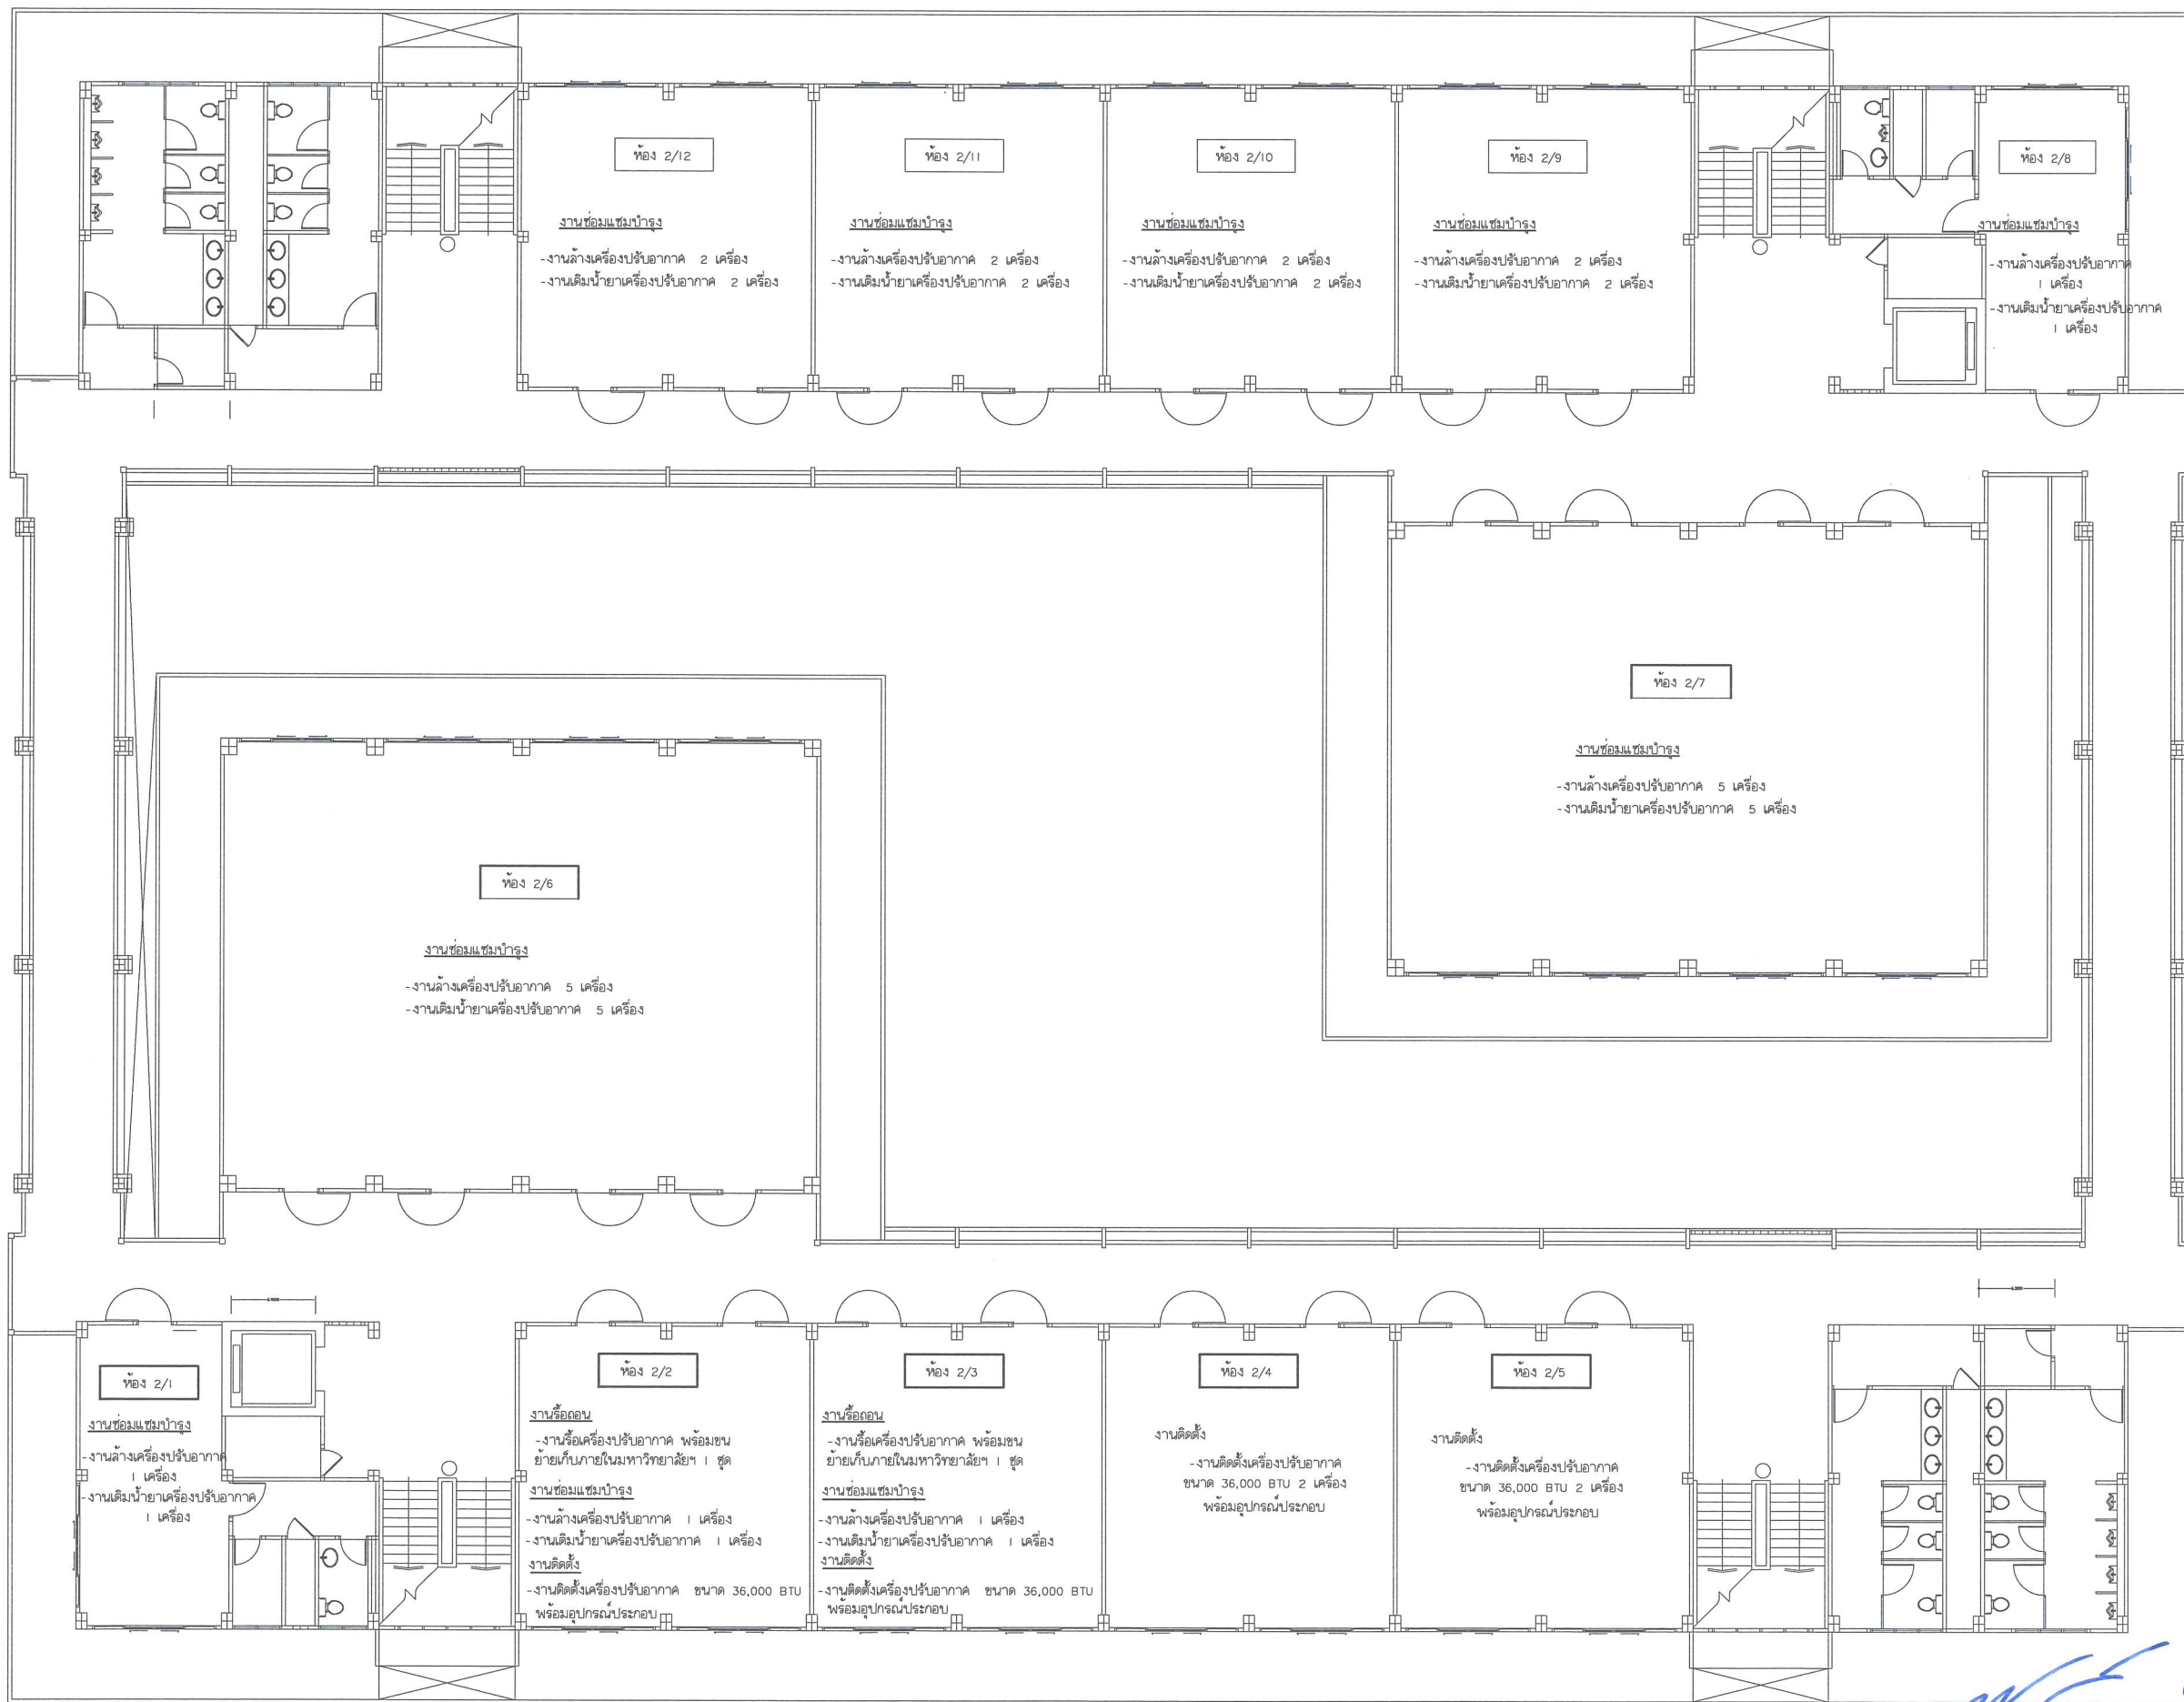 ห้อง 2/12
งานซ่อมแซมบำรุง
-งานล้างเครื่องปรับอากาศ 2 เครื่อง
-งานเติมน้ำยาเครื่องปรับอากาศ 2 เครื่อง
ห้อง 2/11
งานซ่อมแซมบำรุง
-งานล้างเครื่องปรับอากาศ 2 เครื่อง
-งานเติมน้ำยาเครื่องปรับอากาศ 2 เครื่อง
ห้อง 2/10
งานซ่อมแซมบำรุง
-งานล้างเครื่องปรับอากาศ 2 เครื่อง
-งานเติมน้ำยาเครื่องปรับอากาศ 2 เครื่อง
ห้อง 2/9
งานซ่อมแซมบำรุง
-งานล้างเครื่องปรับอากาศ 2 เครื่อง
-งานเติมน้ำยาเครื่องปรับอากาศ 2 เครื่อง
ห้อง 2/8
งานซ่อมแซมบำรุง
-งานล้างเครื่องปรับอากาศ
1 เครื่อง
-งานเติมน้ำยาเครื่องปรับอากาศ
1 เครื่อง
ห้อง 2/7
งานซ่อมแซมบำรุง
-งานล้างเครื่องปรับอากาศ 5 เครื่อง
-งานเติมน้ำยาเครื่องปรับอากาศ 5 เครื่อง
ห้อง 2/6
งานซ่อมแซมบำรุง
-งานล้างเครื่องปรับอากาศ 5 เครื่อง
-งานเติมน้ำยาเครื่องปรับอากาศ 5 เครื่อง
ห้อง 2/1
งานซ่อมแซมบำรุง
-งานล้างเครื่องปรับอากาศ
1 เครื่อง
-งานเติมน้ำยาเครื่องปรับอากาศ
1 เครื่อง
ห้อง 2/2
งานรื้อถอน
-งานรื้อเครื่องปรับอากาศ พร้อมขน
ย้ายเก็บภายในมหาวิทยาลัยฯ 1 ชุด
งานซ่อมแซมบำรุง
-งานล้างเครื่องปรับอากาศ 1 เครื่อง
-งานเติมน้ำยาเครื่องปรับอากาศ 1 เครื่อง
งานติดตั้ง
-งานติดตั้งเครื่องปรับอากาศ ขนาด 36,000 BTU
พร้อมอุปกรณ์ประกอบ
ห้อง 2/3
งานรื้อถอน
-งานรื้อเครื่องปรับอากาศ พร้อมขน
ย้ายเก็บภายในมหาวิทยาลัยฯ 1 ชุด
งานซ่อมแซมบำรุง
-งานล้างเครื่องปรับอากาศ 1 เครื่อง
-งานเติมน้ำยาเครื่องปรับอากาศ 1 เครื่อง
งานติดตั้ง
-งานติดตั้งเครื่องปรับอากาศ ขนาด 36,000 BTU
พร้อมอุปกรณ์ประกอบ
ห้อง 2/4
งานติดตั้ง
-งานติดตั้งเครื่องปรับอากาศ
ขนาด 36,000 BTU 2 เครื่อง
พร้อมอุปกรณ์ประกอบ
ห้อง 2/5
งานติดตั้ง
-งานติดตั้งเครื่องปรับอากาศ
ขนาด 36,000 BTU 2 เครื่อง
พร้อมอุปกรณ์ประกอบ